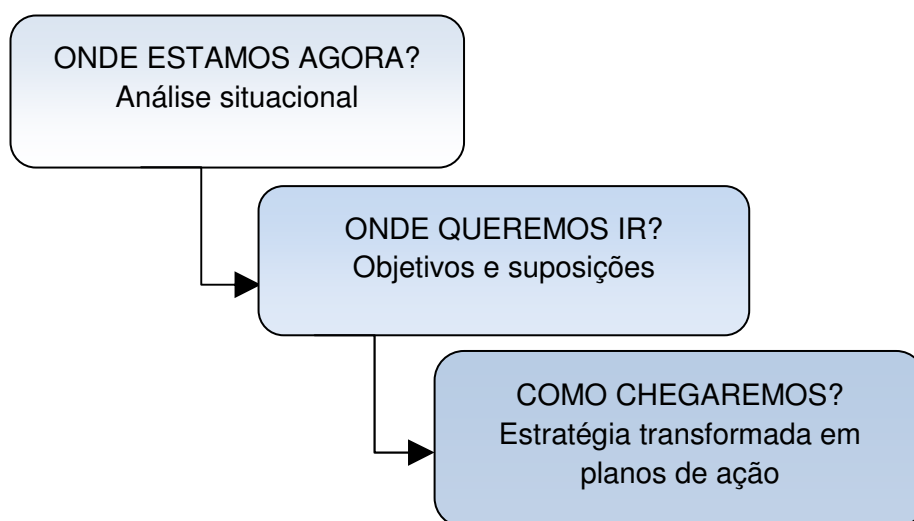 ONDE ESTAMOS AGORA?
Análise situacional
ONDE QUEREMOS IR?
Objetivos e suposições
COMO CHEGAREMOS?
Estratégia transformada em
planos de ação